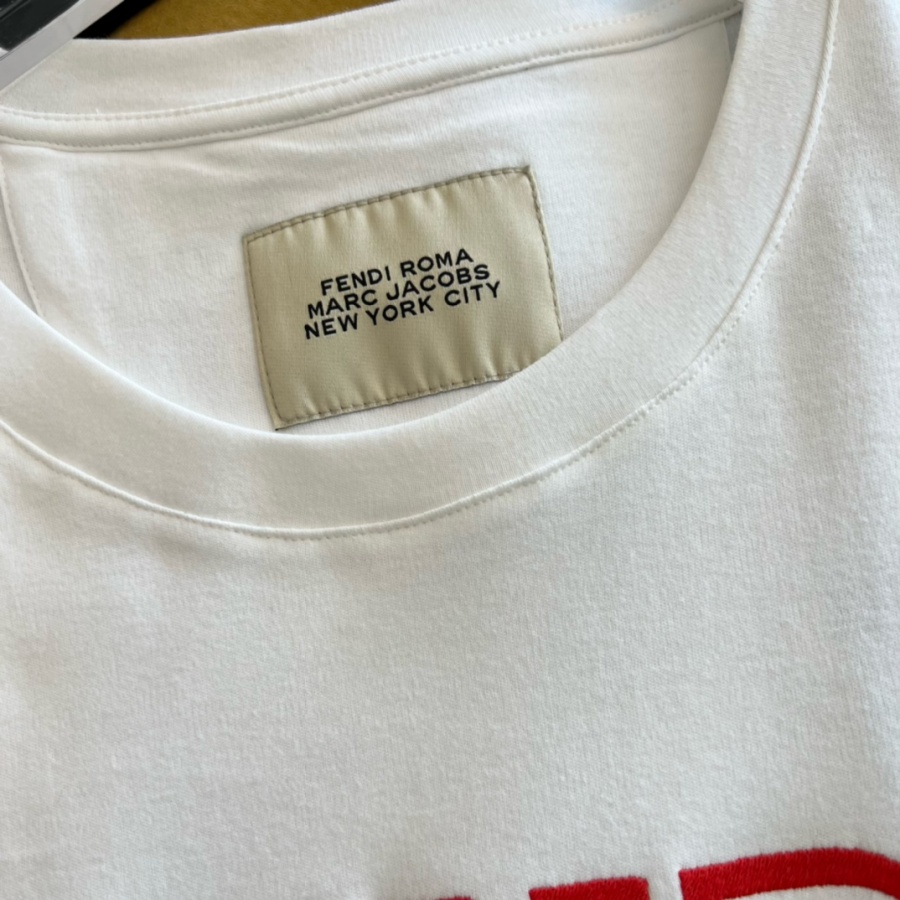 FENDI ROMA
MARC JACOBS
NEW YORK CITY